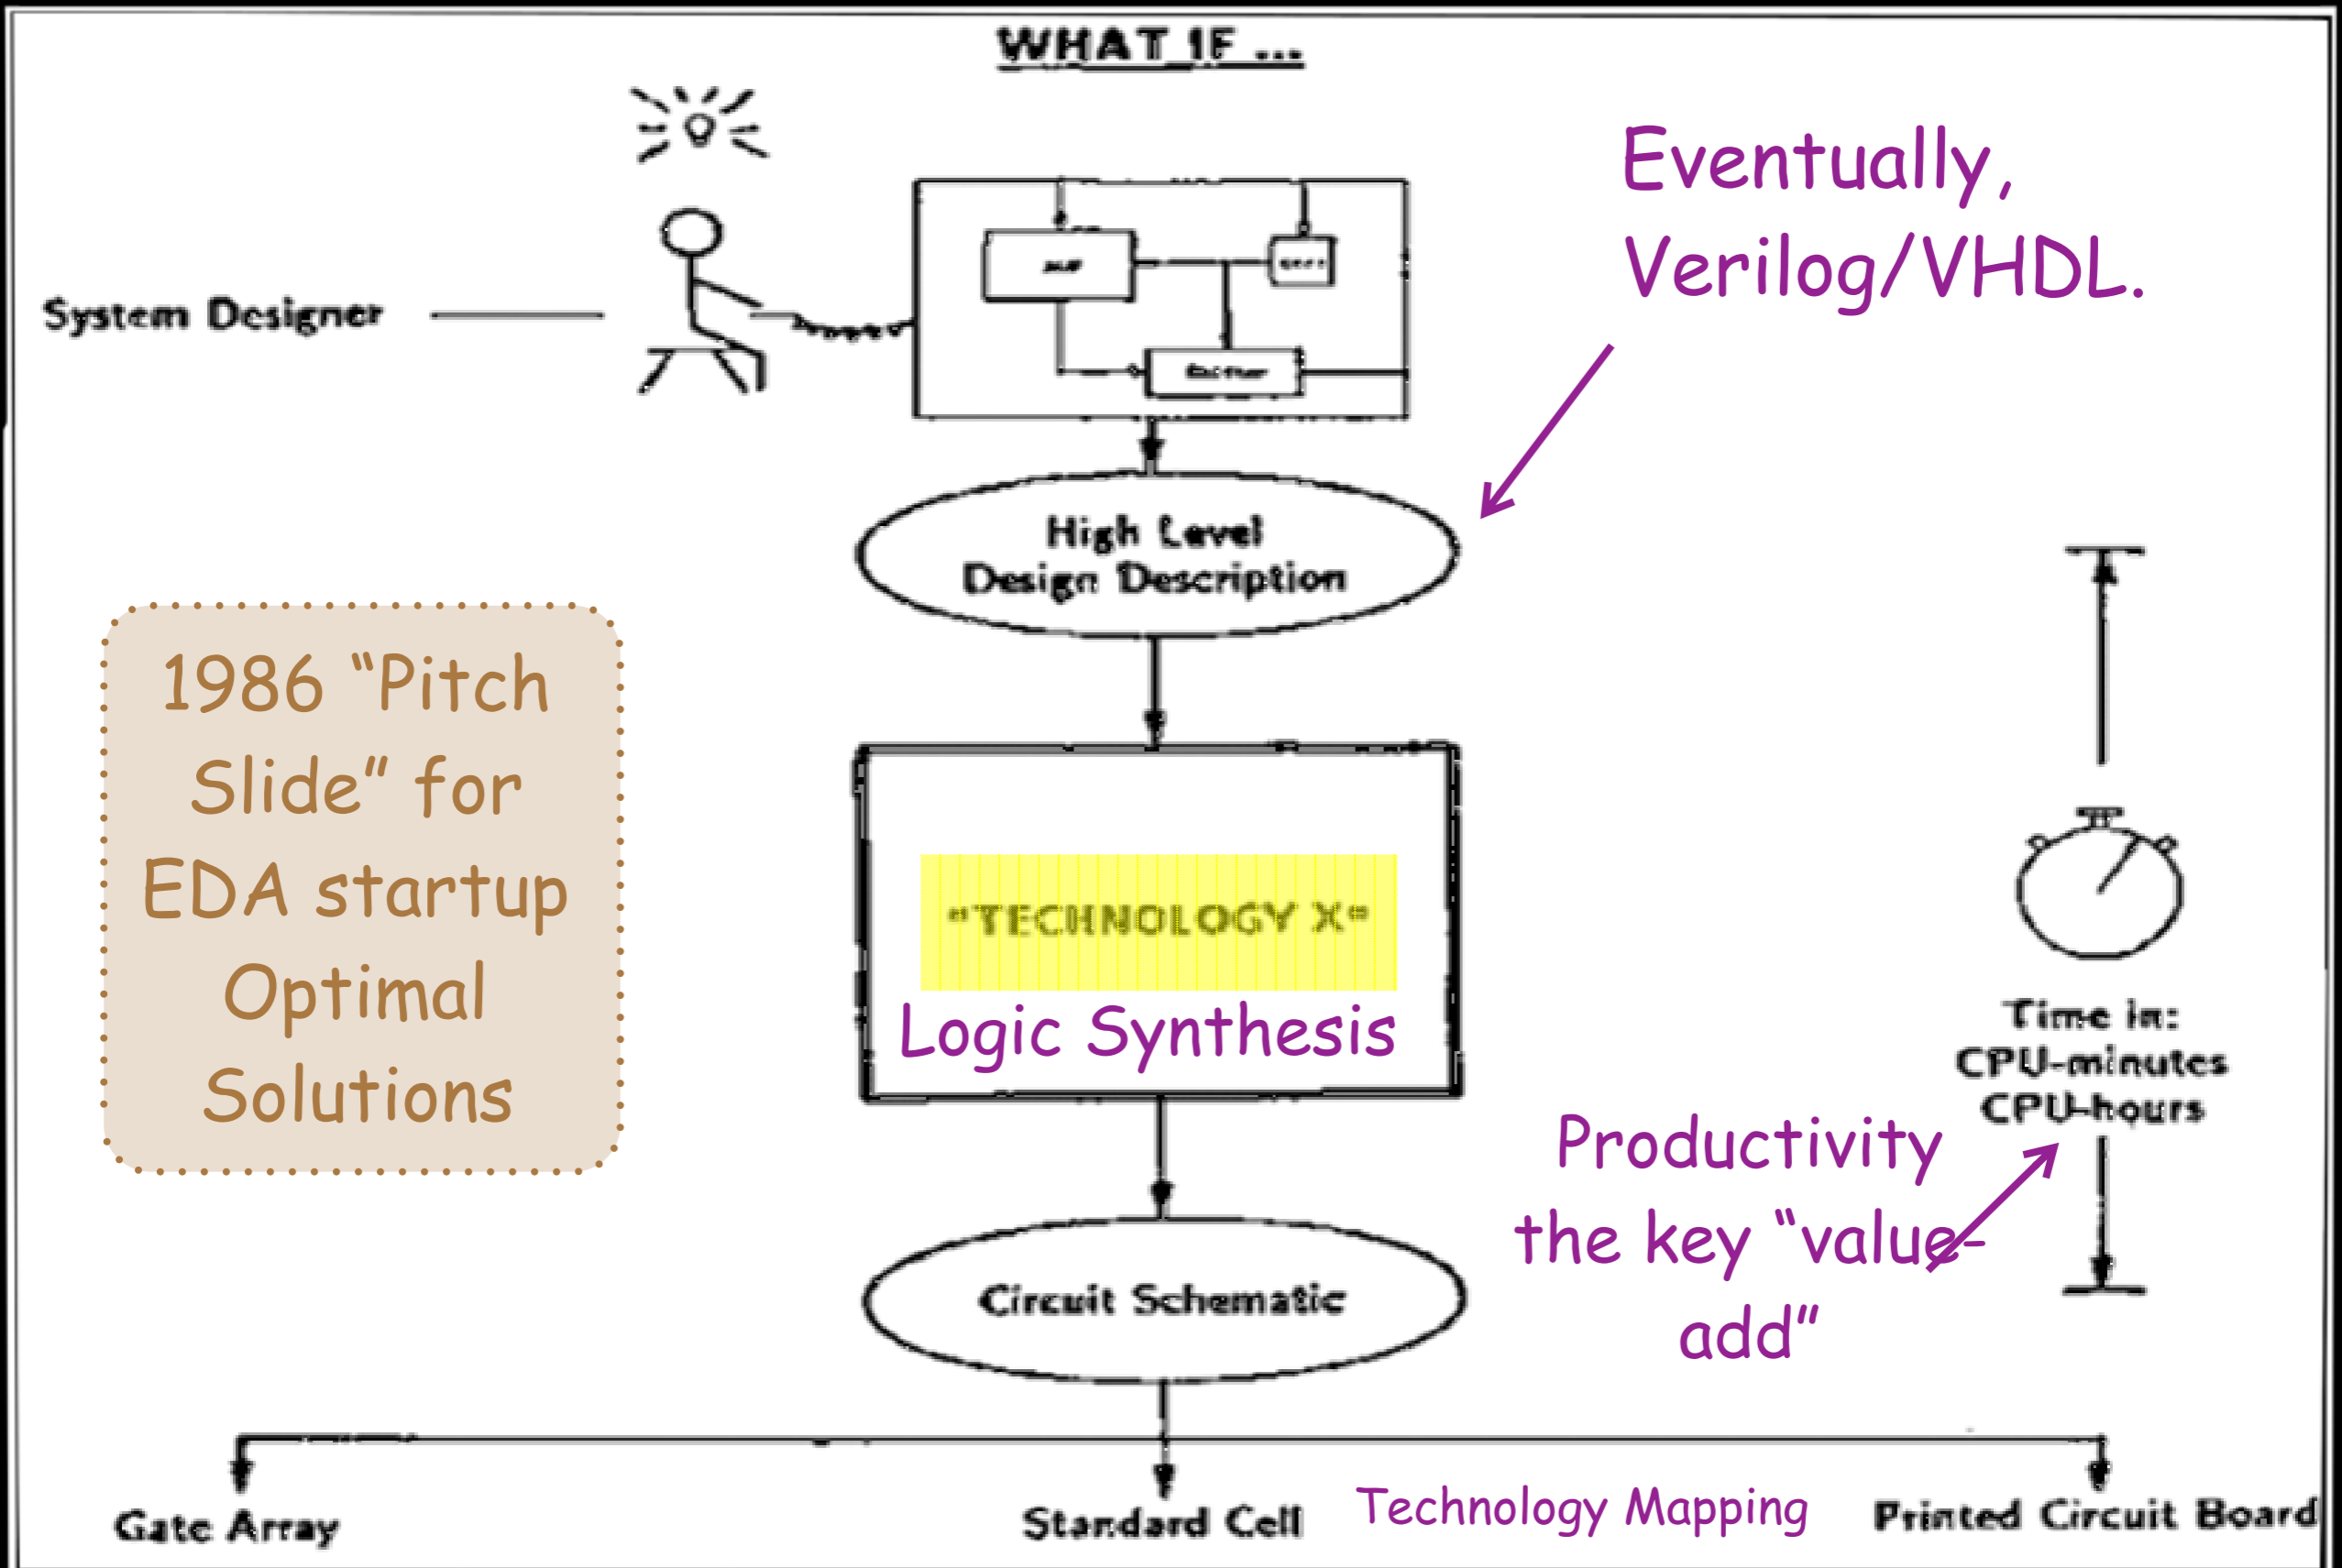 WHAT IF ...
Eventually,
Verilog/VHDL.
System Designer
High Level
Design Description
1986 “Pitch
Slide” for
EDA startup
Optimal
Solutions
"TECHNOLOGY X"
Logic Synthesis
Time in:
CPU-minutes
CPU-hours
Productivity
the key “value-
add”
Circuit Schematic
Gate Array
Standard Cell
Technology Mapping
Printed Circuit Board